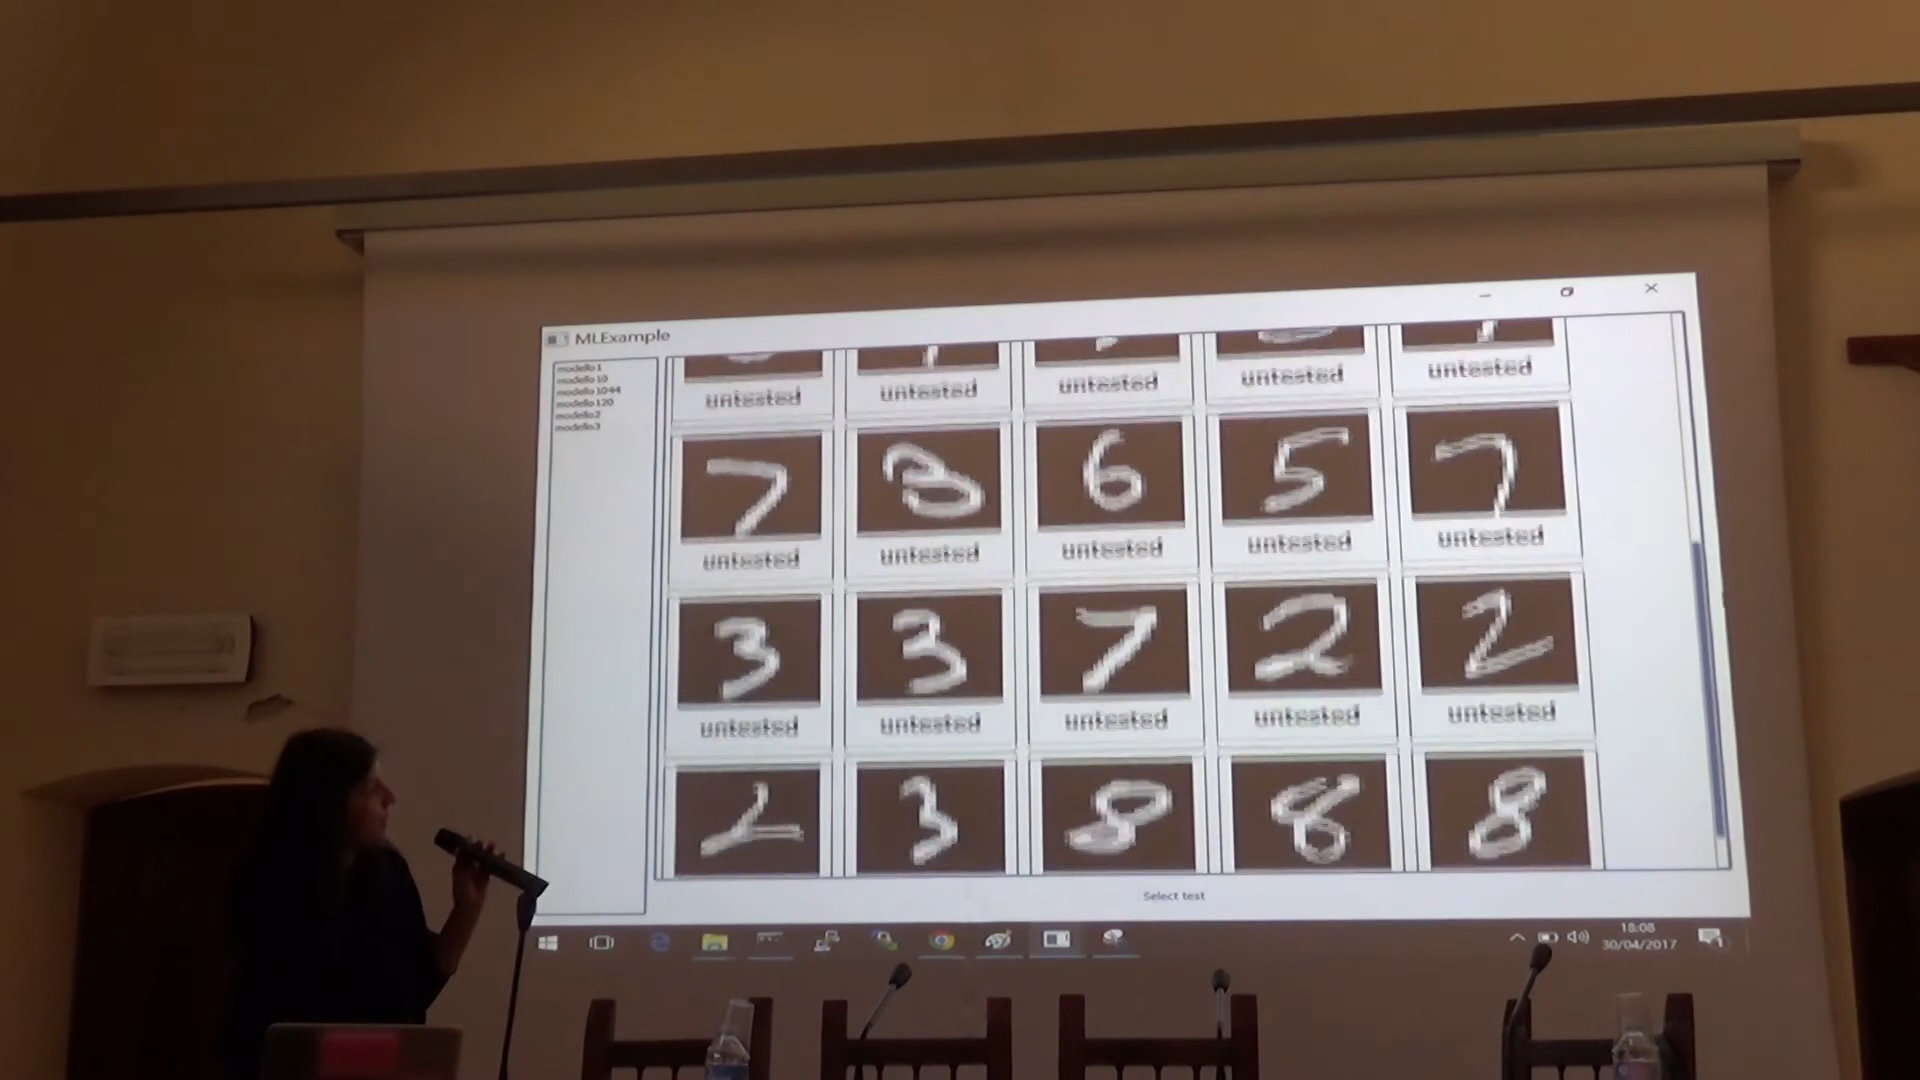 MLExample
modello1
modello10
modello1044
modello120
modello2
modello3
untested untested untested untested untested
7 3 6 5 7
untested untested untested untested untested
3 3 7 2 2
untested untested untested untested untested
2 3 8 8 8
Select test
18:08
30/04/2017